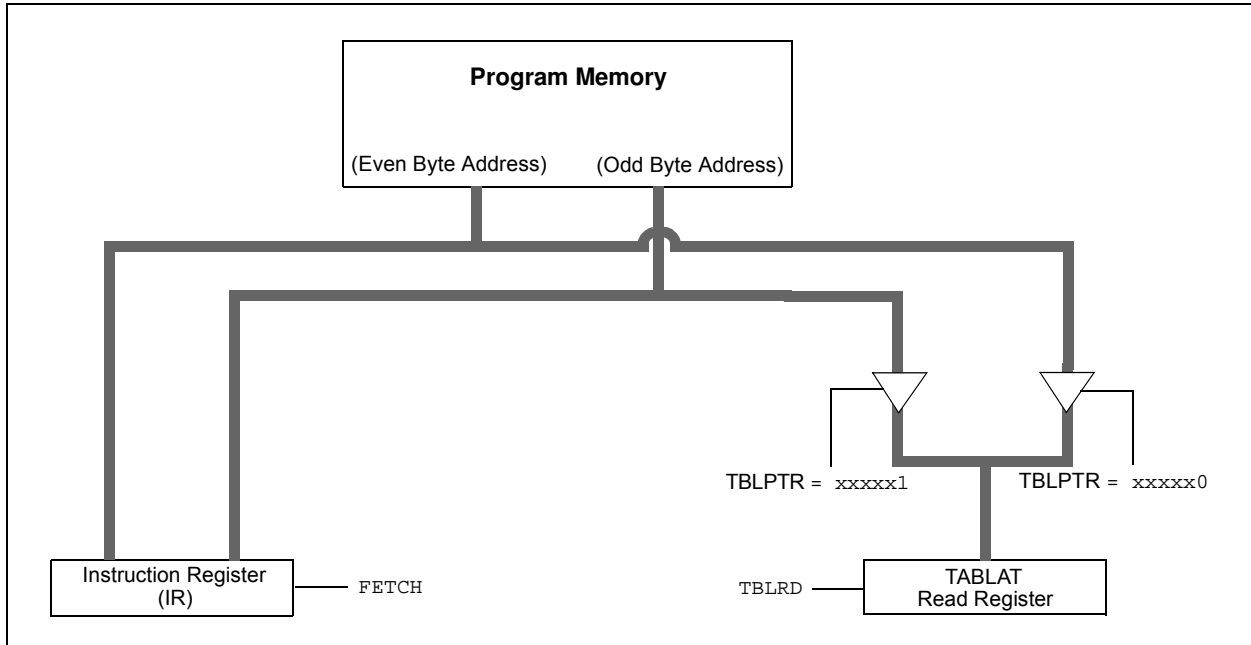 Program Memory
(Even Byte Address)
(Odd Byte Address)
TBLPTR = xxxxx1
TBLPTR = xxxxx0
Instruction Register
(IR)
FETCH
TBLRD
TABLAT
Read Register